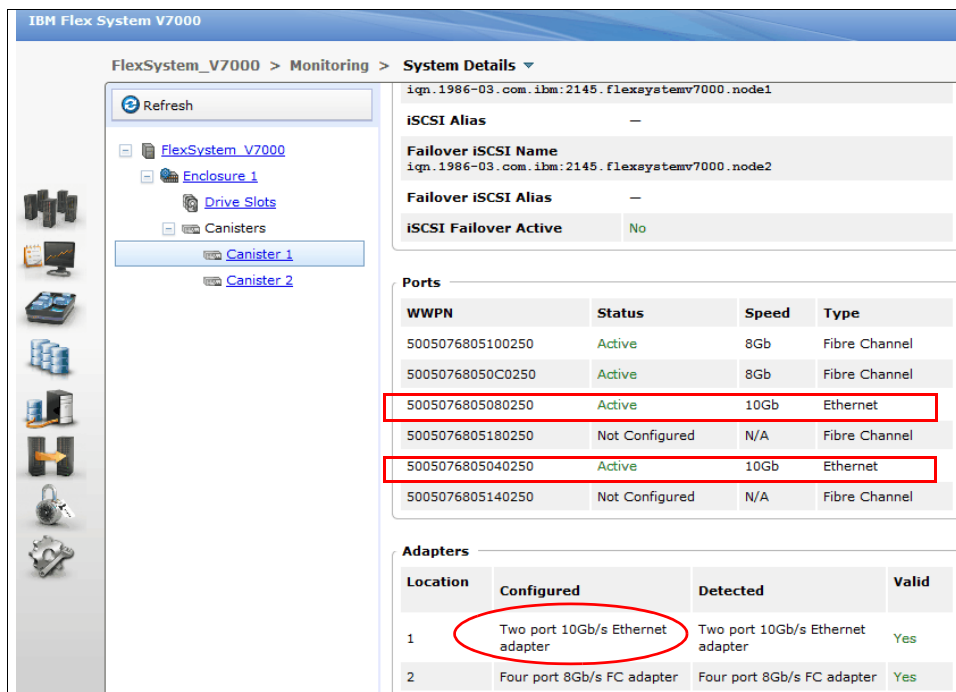 IBM Flex System V7000
FlexSystem_V7000 > Monitoring > System Details
Refresh
FlexSystem_V7000
Enclosure 1
Drive Slots
Canisters
Canister 1
Canister 2
iqn.1986-03.com.ibm:2145.flexsystemv7000.node1
iSCSI Alias —
Failover iSCSI Name
iqn.1986-03.com.ibm:2145.flexsystemv7000.node2
Failover iSCSI Alias —
iSCSI Failover Active No
Ports
WWPN Status Speed Type
5005076805100250 Active 8Gb Fibre Channel
50050768050C0250 Active 8Gb Fibre Channel
5005076805080250 Active 10Gb Ethernet
5005076805180250 Not Configured N/A Fibre Channel
5005076805040250 Active 10Gb Ethernet
5005076805140250 Not Configured N/A Fibre Channel
Adapters
Location Configured Detected Valid
1 Two port 10Gb/s Ethernet adapter Two port 10Gb/s Ethernet adapter Yes
2 Four port 8Gb/s FC adapter Four port 8Gb/s FC adapter Yes